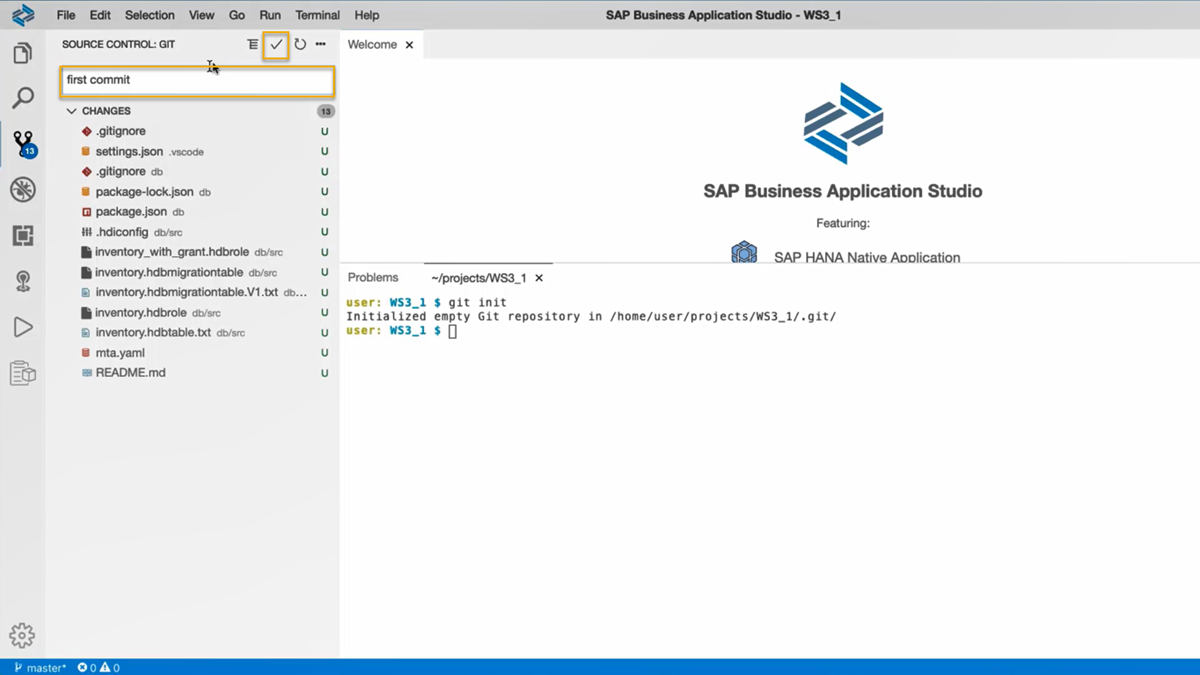 File Edit Selection View Go Run Terminal Help SAP Business Application Studio - WS3_1
SOURCE CONTROL: GIT
Welcome
first commit
CHANGES 13
.gitignore U
settings.json .vscode U
.gitignore db U
package-lock.json db U
package.json db U
.hdiconfig db/src U
inventory_with_grant.hdbrole db/src U
inventory.hdbmigrationtable db/src U
inventory.hdbmigrationtable.V1.txt db... U
inventory.hdbrole db/src U
inventory.hdbtable.txt db/src U
mta.yaml U
README.md U
13
SAP Business Application Studio
Featuring:
SAP HANA Native Application
Problems ~/projects/WS3_1
user: WS3_1 $ git init
Initialized empty Git repository in /home/user/projects/WS3_1/.git/
user: WS3_1 $
master* 0 0